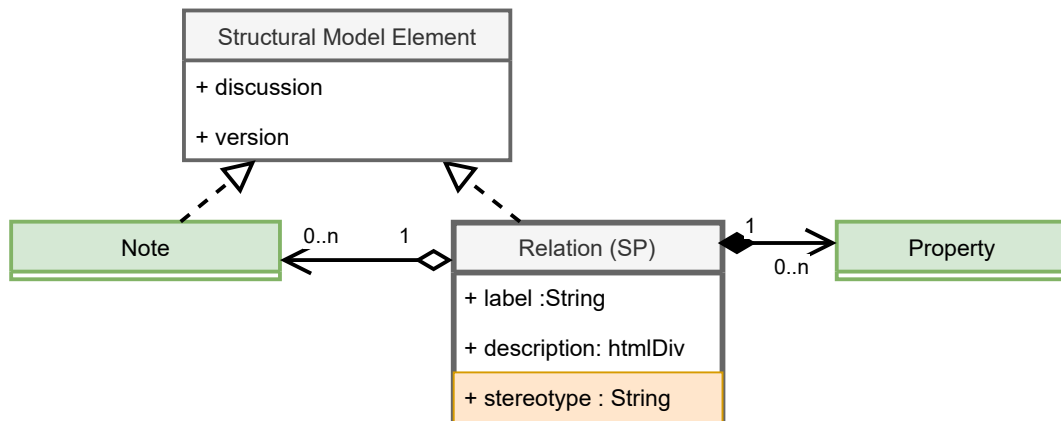 Structural Model Element
+ discussion
+ version
Note
0..n
1
Relation (SP)
1
0..n
Property
+ label :String
+ description: htmlDiv
+ stereotype : String